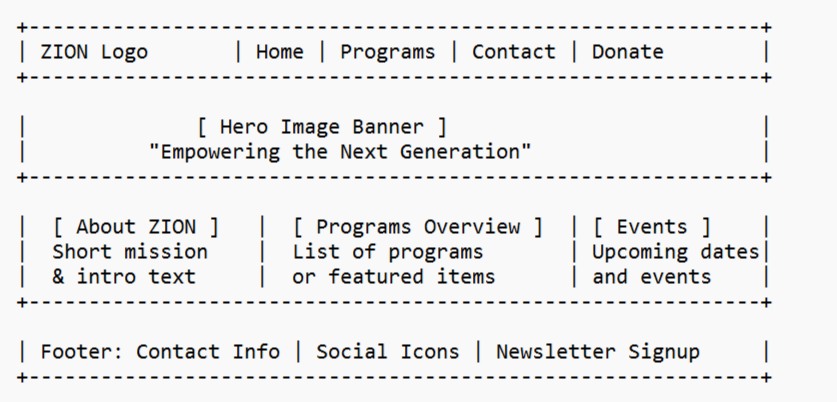 +--------------------------------------------------------------+
| ZION Logo       | Home | Programs | Contact | Donate        |
+--------------------------------------------------------------+
|              [ Hero Image Banner ]                          |
|          "Empowering the Next Generation"                   |
+--------------------------------------------------------------+
|  [ About ZION ]   |  [ Programs Overview ]  | [ Events ]    |
|  Short mission    |  List of programs       | Upcoming dates|
|  & intro text     |  or featured items      | and events    |
+--------------------------------------------------------------+
| Footer: Contact Info | Social Icons | Newsletter Signup     |
+--------------------------------------------------------------+